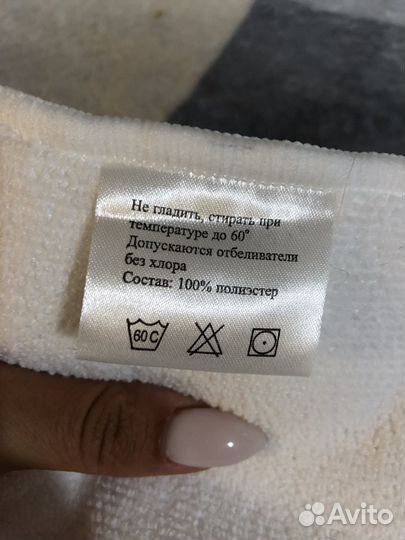 Не гладить, стирать при
температуре до 60°
Допускаются отбеливатели
без хлора
Состав: 100% полиэстер
60 C
Avito